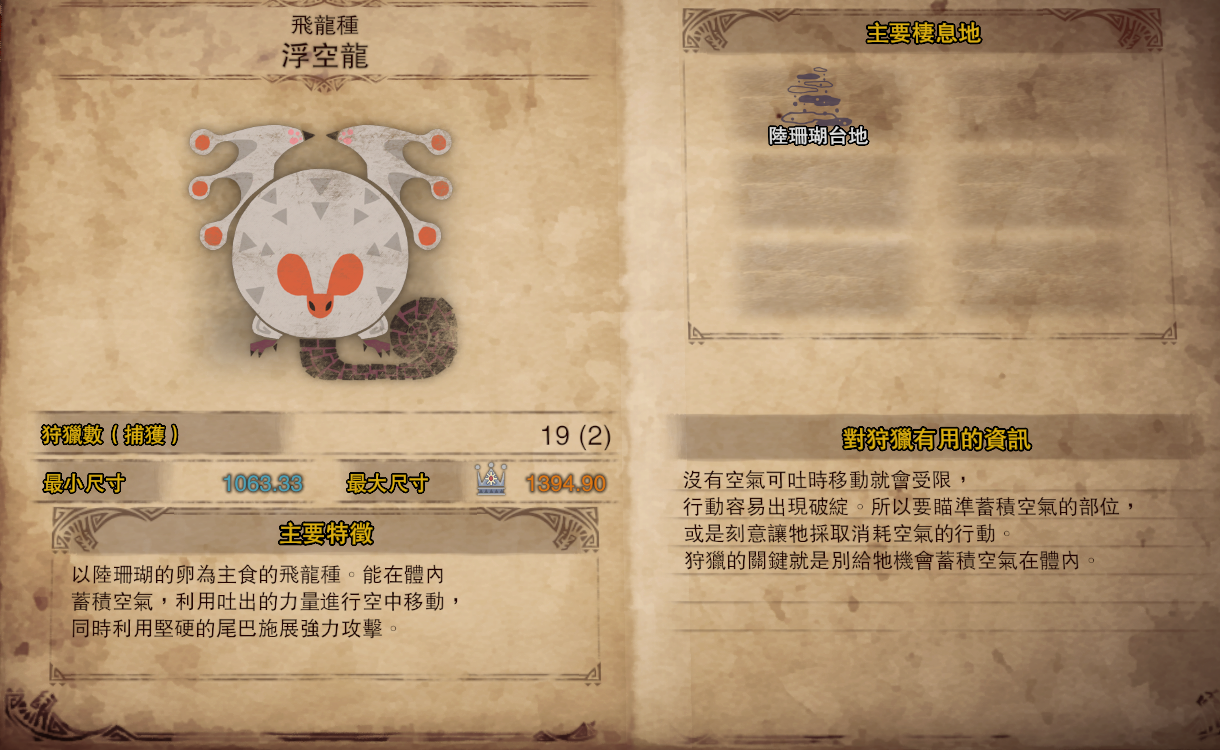 飛龍種
浮空龍
狩獵數（捕獲）
19 (2)
最小尺寸
1063.33
最大尺寸
1394.90
主要特徵
以陸珊瑚的卵為主食的飛龍種。能在體內
蓄積空氣，利用吐出的力量進行空中移動，
同時利用堅硬的尾巴施展強力攻擊。
主要棲息地
陸珊瑚台地
對狩獵有用的資訊
沒有空氣可吐時移動就會受限，
行動容易出現破綻。所以要瞄準蓄積空氣的部位，
或是刻意讓牠採取消耗空氣的行動。
狩獵的關鍵就是別給牠機會蓄積空氣在體內。